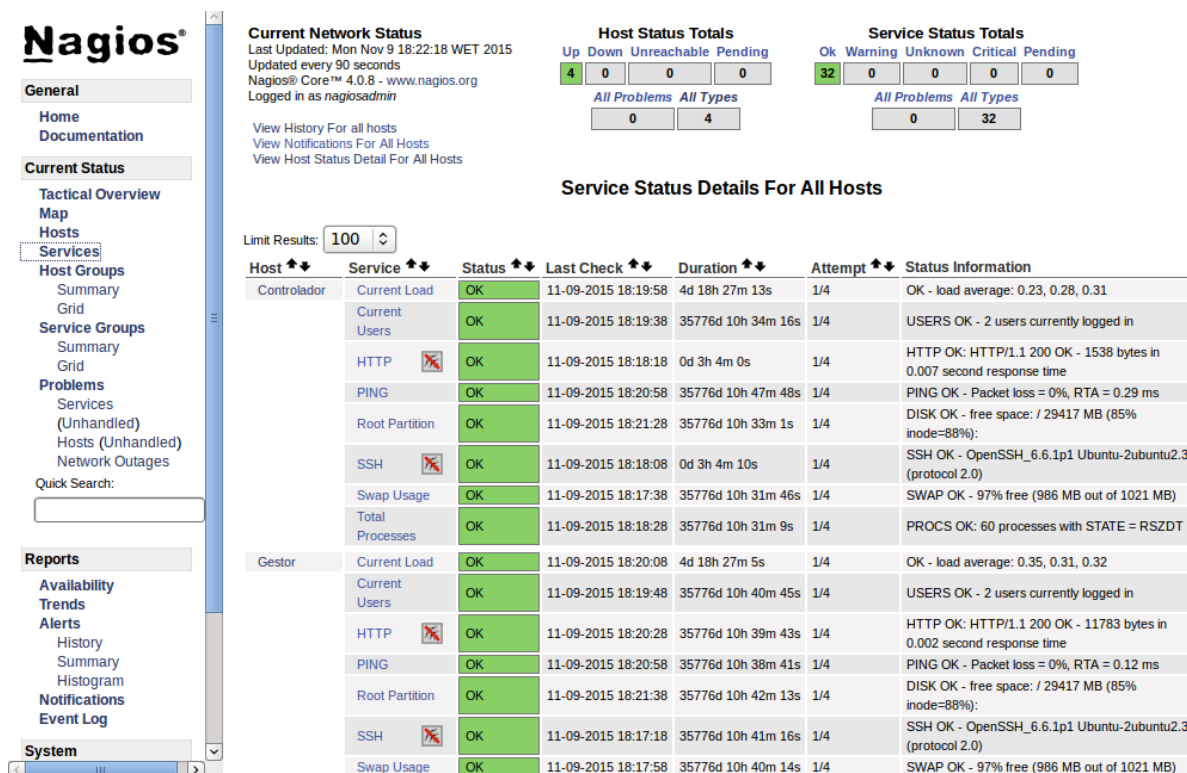 Nagios®
General
Home
Documentation
Current Status
Tactical Overview
Map
Hosts
Services
Host Groups
Summary
Grid
Service Groups
Summary
Grid
Problems
Services
(Unhandled)
Hosts (Unhandled)
Network Outages
Quick Search:
Reports
Availability
Trends
Alerts
History
Summary
Histogram
Notifications
Event Log
System
Current Network Status
Last Updated: Mon Nov 9 18:22:18 WET 2015
Updated every 90 seconds
Nagios® Core™ 4.0.8 - www.nagios.org
Logged in as nagiosadmin
View History For all hosts
View Notifications For All Hosts
View Host Status Detail For All Hosts
Host Status Totals
Up Down Unreachable Pending
4 0 0 0
All Problems All Types
0 4
Service Status Totals
Ok Warning Unknown Critical Pending
32 0 0 0 0
All Problems All Types
0 32
Service Status Details For All Hosts
Limit Results: 100
Host Service Status Last Check Duration Attempt Status Information
Controlador Current Load OK 11-09-2015 18:19:58 4d 18h 27m 13s 1/4 OK - load average: 0.23, 0.28, 0.31
Current
Users OK 11-09-2015 18:19:38 35776d 10h 34m 16s 1/4 USERS OK - 2 users currently logged in
HTTP OK 11-09-2015 18:18:18 0d 3h 4m 0s 1/4 HTTP OK: HTTP/1.1 200 OK - 1538 bytes in
0.007 second response time
PING OK 11-09-2015 18:20:58 35776d 10h 47m 48s 1/4 PING OK - Packet loss = 0%, RTA = 0.29 ms
Root Partition OK 11-09-2015 18:21:28 35776d 10h 33m 1s 1/4 DISK OK - free space: / 29417 MB (85%
inode=88%):
SSH OK 11-09-2015 18:18:08 0d 3h 4m 10s 1/4 SSH OK - OpenSSH_6.6.1p1 Ubuntu-2ubuntu2.3
(protocol 2.0)
Swap Usage OK 11-09-2015 18:17:38 35776d 10h 31m 46s 1/4 SWAP OK - 97% free (986 MB out of 1021 MB)
Total
Processes OK 11-09-2015 18:18:28 35776d 10h 31m 9s 1/4 PROCS OK: 60 processes with STATE = RSZDT
Gestor Current Load OK 11-09-2015 18:20:08 4d 18h 27m 5s 1/4 OK - load average: 0.35, 0.31, 0.32
Current
Users OK 11-09-2015 18:19:48 35776d 10h 40m 45s 1/4 USERS OK - 2 users currently logged in
HTTP OK 11-09-2015 18:20:28 35776d 10h 39m 43s 1/4 HTTP OK: HTTP/1.1 200 OK - 11783 bytes in
0.002 second response time
PING OK 11-09-2015 18:20:58 35776d 10h 38m 41s 1/4 PING OK - Packet loss = 0%, RTA = 0.12 ms
Root Partition OK 11-09-2015 18:21:38 35776d 10h 42m 13s 1/4 DISK OK - free space: / 29417 MB (85%
inode=88%):
SSH OK 11-09-2015 18:17:18 35776d 10h 41m 16s 1/4 SSH OK - OpenSSH_6.6.1p1 Ubuntu-2ubuntu2.3
(protocol 2.0)
Swap Usage OK 11-09-2015 18:17:58 35776d 10h 40m 14s 1/4 SWAP OK - 97% free (986 MB out of 1021 MB)